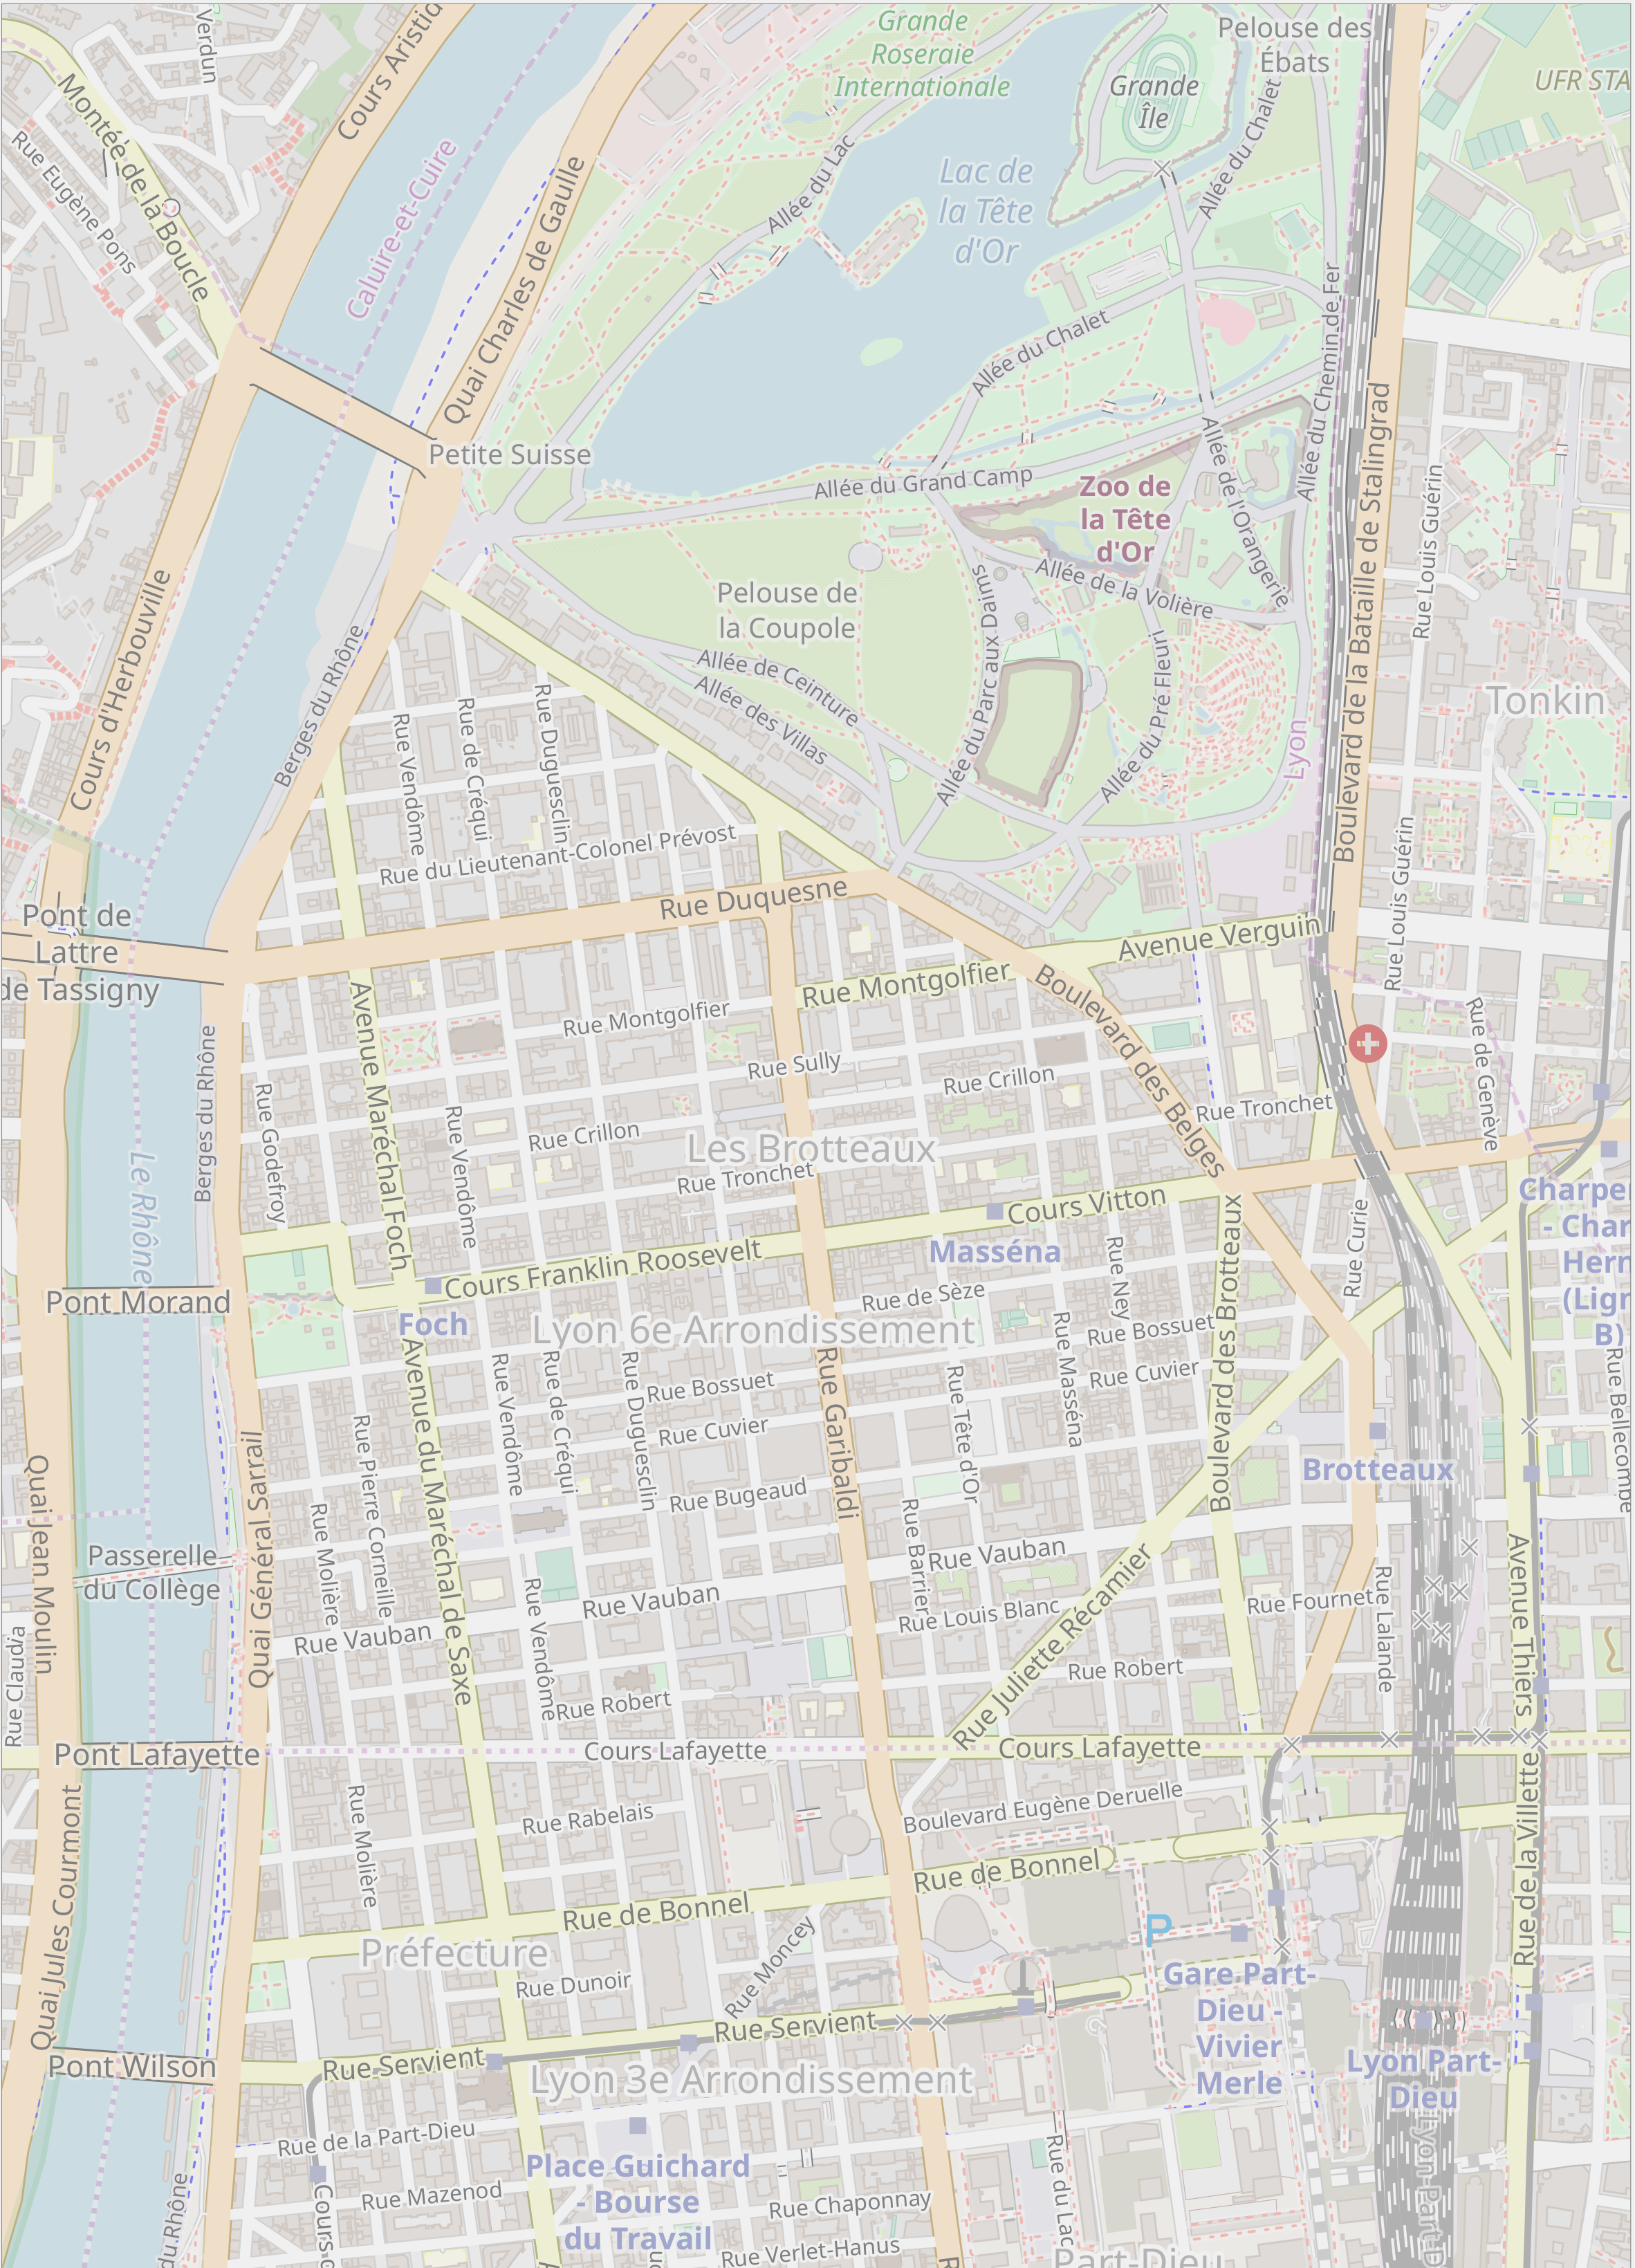 Verdun
Cours Aristid
Grande
Roseraie
Internationale
Pelouse des
Ébats
Grande
Île
UFR STA
Montée de la Boucle
Rue Eugène Pons
Caluire-et-Cuire
Quai Charles de Gaulle
Allée du Lac
Lac de
la Tête
d'Or
Allée du Chalet
Allée du Chalet
Allée du Chemin de Fer
Petite Suisse
Allée du Grand Camp
Zoo de
la Tête
d'Or
Allée de l'Orangerie
Boulevard de la Bataille de Stalingrad
Rue Louis Guérin
Cours d'Herbouville
Berges du Rhône
Pelouse de
la Coupole
Allée de la Volière
Allée du Parc aux Daims
Allée du Pré Fleuri
Allée de Ceinture
Allée des Villas
Lyon
Tonkin
Rue Vendôme
Rue de Créqui
Rue Duguesclin
Rue du Lieutenant-Colonel Prévost
Rue Louis Guérin
Pont de
Lattre
de Tassigny
Rue Duquesne
Avenue Verguin
Rue Montgolfier
Boulevard des Belges
Avenue Maréchal Foch
Rue Montgolfier
Rue Sully
Rue Crillon
Rue Tronchet
Rue de Genève
Berges du Rhône
Rue Godefroy
Rue Vendôme
Rue Crillon
Les Brotteaux
Rue Tronchet
Le Rhône
Cours Vitton
Masséna
Charpen
- Char
Hern
(Lign
B)
Cours Franklin Roosevelt
Rue Ney
Rue Curie
Pont Morand
Foch
Rue de Sèze
Lyon 6e Arrondissement
Rue Bossuet
Rue Masséna
Rue Cuvier
Boulevard des Brotteaux
Rue Bellecombe
Avenue du Maréchal de Saxe
Rue Vendôme
Rue de Créqui
Rue Duguesclin
Rue Bossuet
Rue Garibaldi
Rue Tête d'Or
Rue Cuvier
Brotteaux
Quai Jean Moulin
Quai Général Sarrail
Rue Pierre Corneille
Rue Molière
Rue Bugeaud
Rue Barrier
Rue Vauban
Passerelle
du Collège
Rue Vendôme
Rue Vauban
Rue Vauban
Rue Louis Blanc
Rue Juliette Récamier
Rue Fournet
Rue Lalande
Avenue Thiers
Rue Claudia
Rue Robert
Rue Robert
Pont Lafayette
Cours Lafayette
Cours Lafayette
Rue de la Villette
Quai Jules Courmont
Rue Molière
Rue Rabelais
Boulevard Eugène Deruelle
Rue de Bonnel
Rue de Bonnel
Préfecture
Rue Moncey
Rue Dunoir
P
Gare Part-
Dieu -
Vivier
Merle
Rue Servient
Rue Servient
Pont Wilson
Lyon 3e Arrondissement
Lyon Part-
Dieu
Rue de la Part-Dieu
Place Guichard
- Bourse
du Travail
Rue Mazenod
Cours d
du Rhône
Rue Chaponnay
Rue du Lac
Rue Verlet-Hanus
Part-Dieu